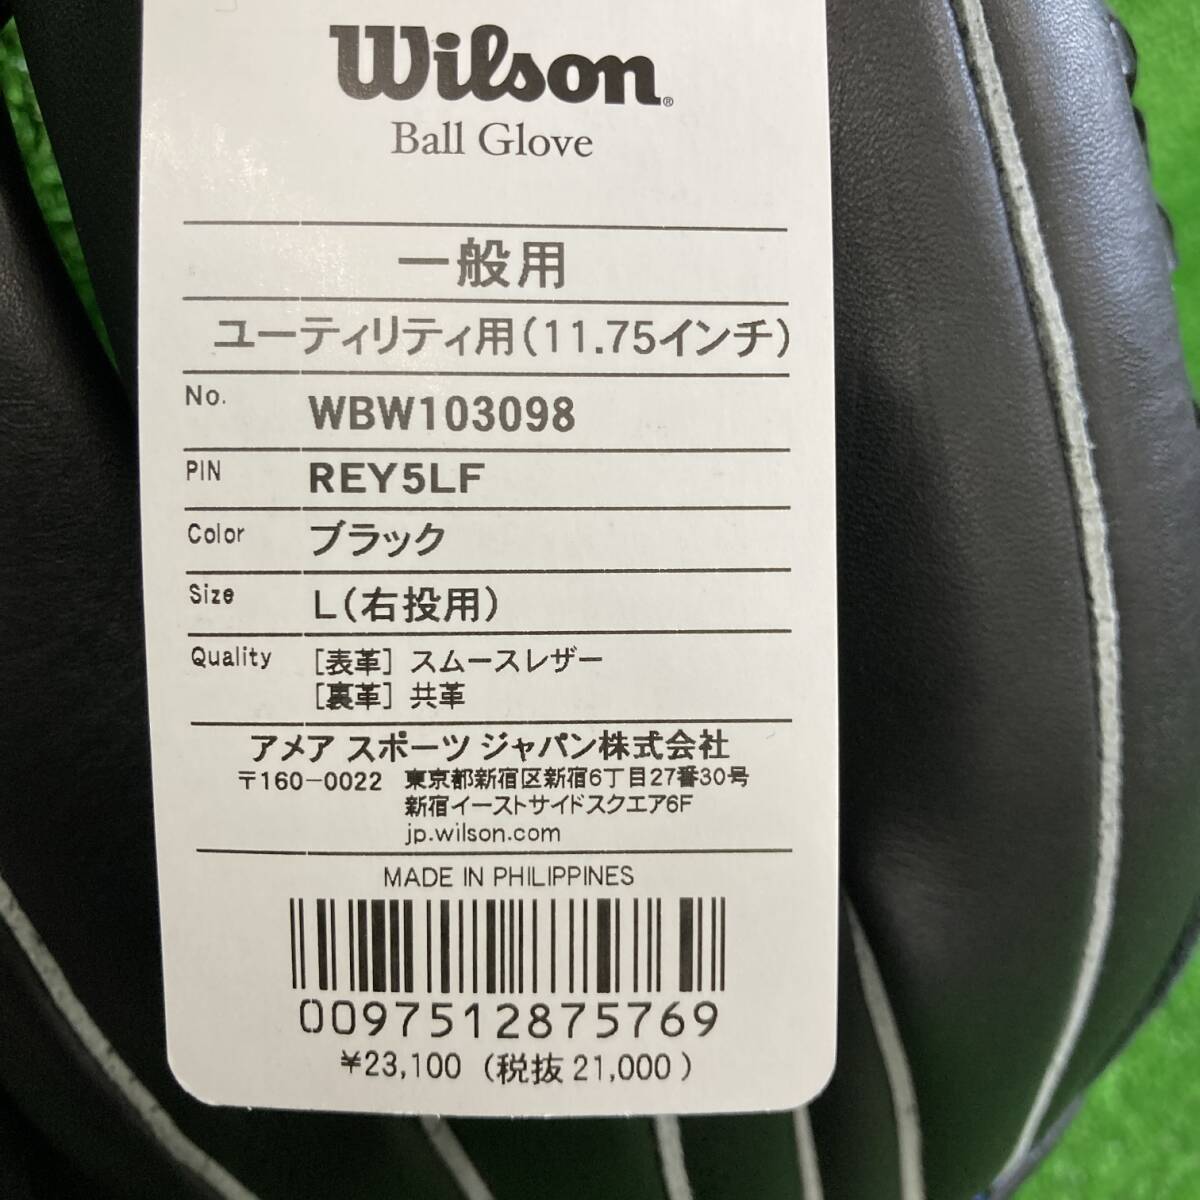 Wilson®
Ball Glove
一般用
ユーティリティ用(11.75インチ)
No. WBW103098
PIN REY5LF
Color ブラック
Size L(右投用)
Quality [表革] スムースレザー
[裏革] 共革
アメア スポーツ ジャパン株式会社
〒160-0022 東京都新宿区新宿6丁目27番30号
新宿イーストサイドスクエア6F
jp.wilson.com
MADE IN PHILIPPINES
0097512875769
¥23,100 (税抜21,000)